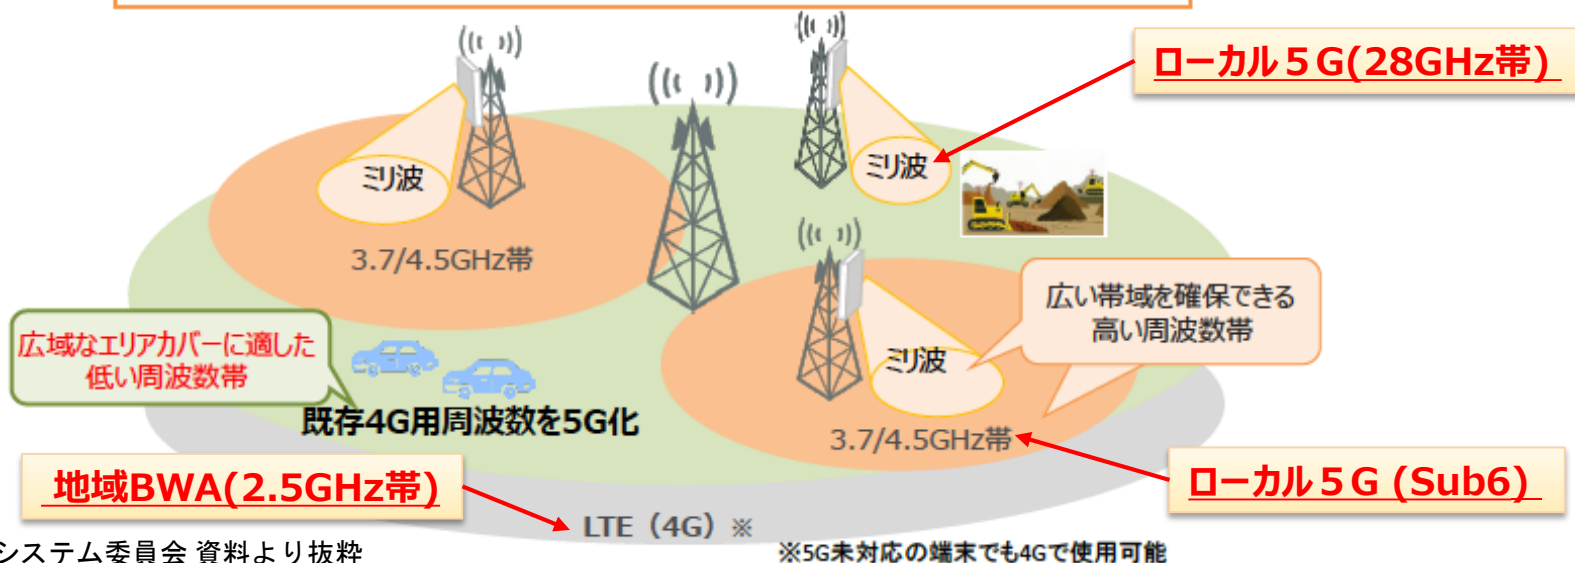 ローカル５G(28GHz帯)
ミリ波
ミリ波
3.7/4.5GHz帯
広い帯域を確保できる
高い周波数帯
広域なエリアカバーに適した
低い周波数帯
ミリ波
既存4G用周波数を5G化
3.7/4.5GHz帯
地域BWA(2.5GHz帯)
ローカル５G (Sub6)
LTE（4G）※
システム委員会 資料より抜粋
※5G未対応の端末でも4Gで使用可能